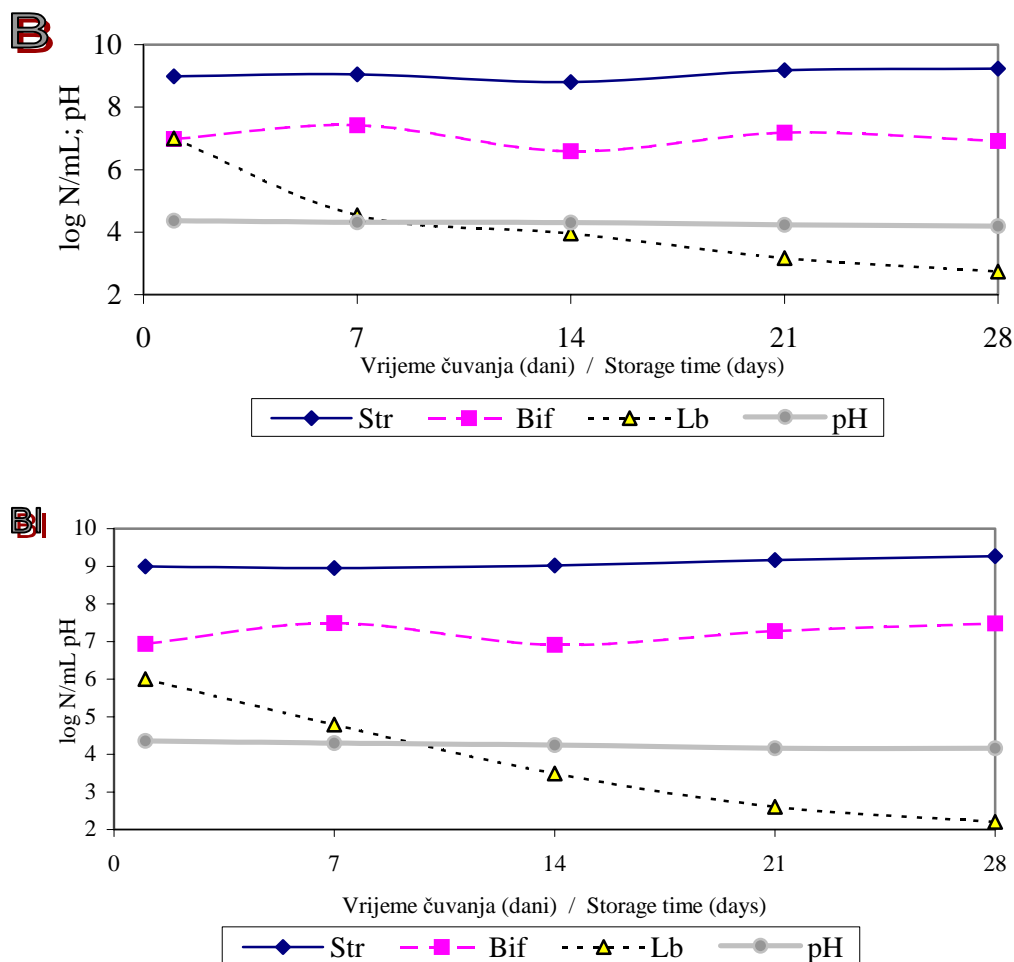 B
10
8
6
4
2
log N/mL; pH
0 7 14 21 28
Vrijeme čuvanja (dani) / Storage time (days)
Str Bif Lb pH
BI
10
9
8
7
6
5
4
3
2
log N/mL pH
0 7 14 21 28
Vrijeme čuvanja (dani) / Storage time (days)
Str Bif Lb pH